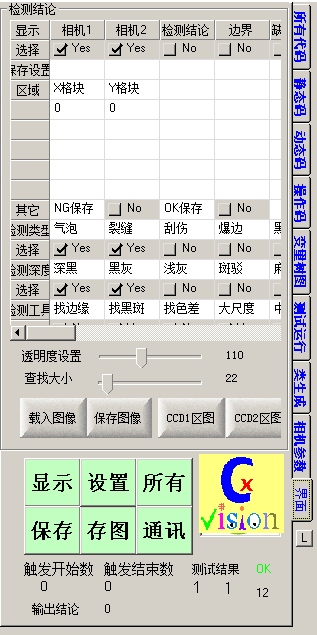 检测结论
显示 相机1 相机2 检测结论 边界 缺
选择 Yes Yes No No
保存设置
区域 X格块 Y格块
0 0
其它 NG保存 No OK保存 No
检测类型 气泡 裂缝 刮伤 爆边 黑
选择 Yes Yes No No
检测深度 深黑 黑灰 浅灰 斑驳 麻
选择 Yes Yes No No
检测工具 找边缘 找黑斑 找色差 大尺度 中
透明度设置 110
查找大小 22
载入图像 保存图像 CCD1区图 CCD2区图
显示 设置 所有
保存 存图 通讯
Cx
vision
触发开始数 触发结束数 测试结果 OK
0 0 1 1 12
输出结论 0
所有代码
静态码
动态码
操作码
变量树图
测试运行
类生成
相机参数
界面